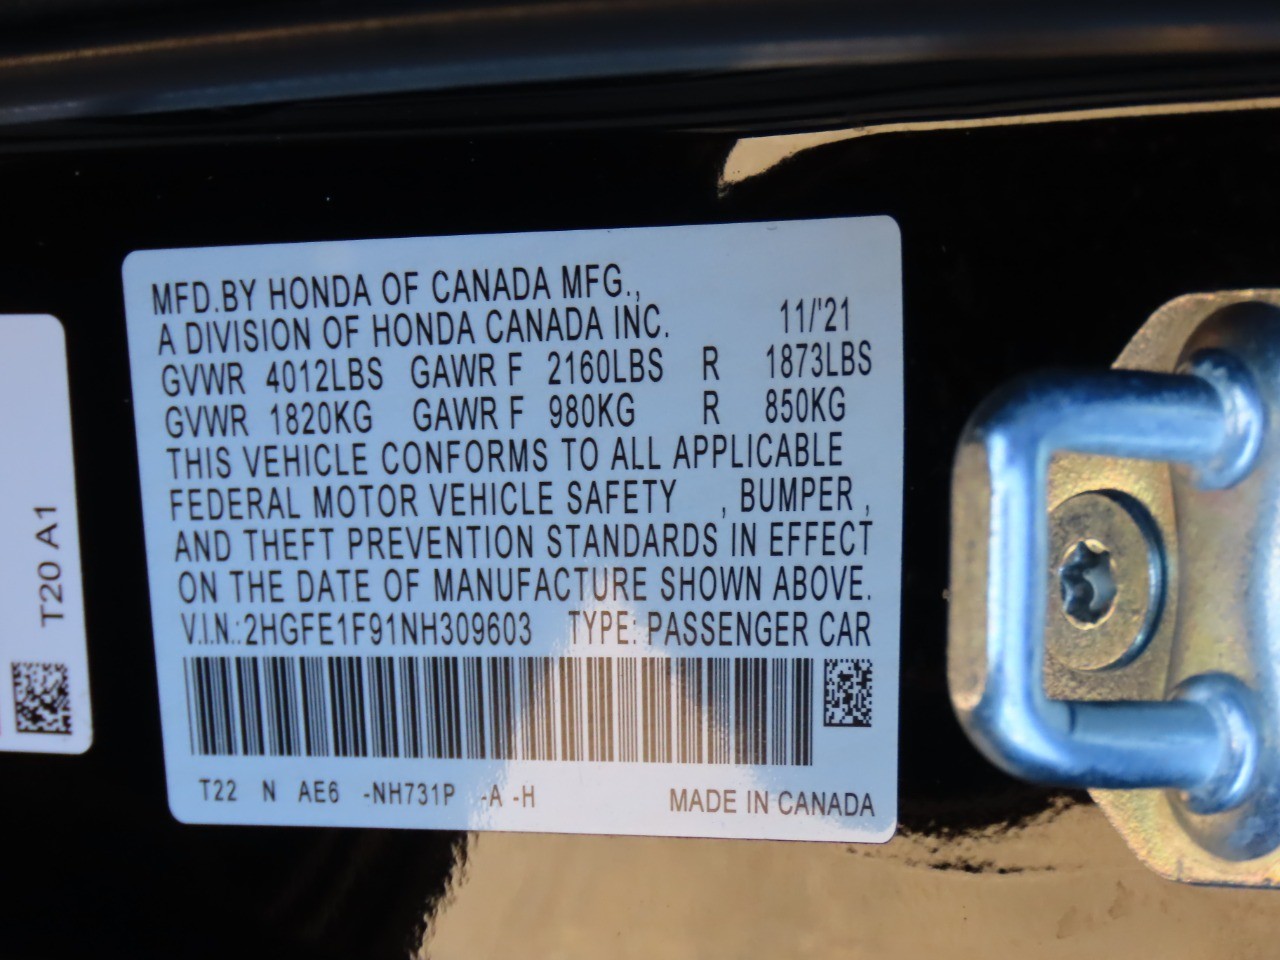 MFD.BY HONDA OF CANADA MFG.,
A DIVISION OF HONDA CANADA INC. 11/'21
GVWR 4012LBS GAWR F 2160LBS R 1873LBS
GVWR 1820KG GAWR F 980KG R 850KG
THIS VEHICLE CONFORMS TO ALL APPLICABLE
FEDERAL MOTOR VEHICLE SAFETY , BUMPER ,
AND THEFT PREVENTION STANDARDS IN EFFECT
ON THE DATE OF MANUFACTURE SHOWN ABOVE.
V.I.N.:2HGFE1F91NH309603 TYPE: PASSENGER CAR
T22 N AE6 -NH731P -A -H MADE IN CANADA
T20 A1